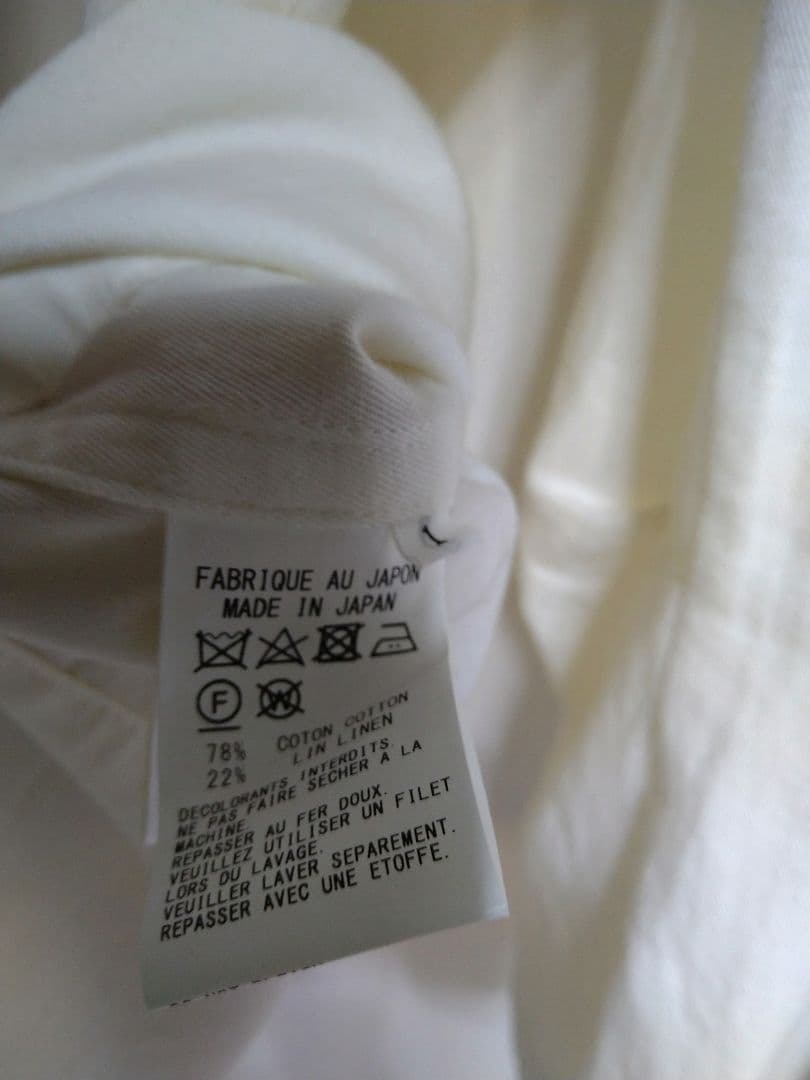 FABRIQUE AU JAPON
MADE IN JAPAN
F W
78% COTON COTTON
22% LIN LINEN
DECOLORANTS INTERDITS.
NE PAS FAIRE SECHER A LA
MACHINE.
REPASSER AU FER DOUX.
VEUILLEZ UTILISER UN FILET
LORS DU LAVAGE.
VEUILLER LAVER SEPAREMENT.
REPASSER AVEC UNE ETOFFE.